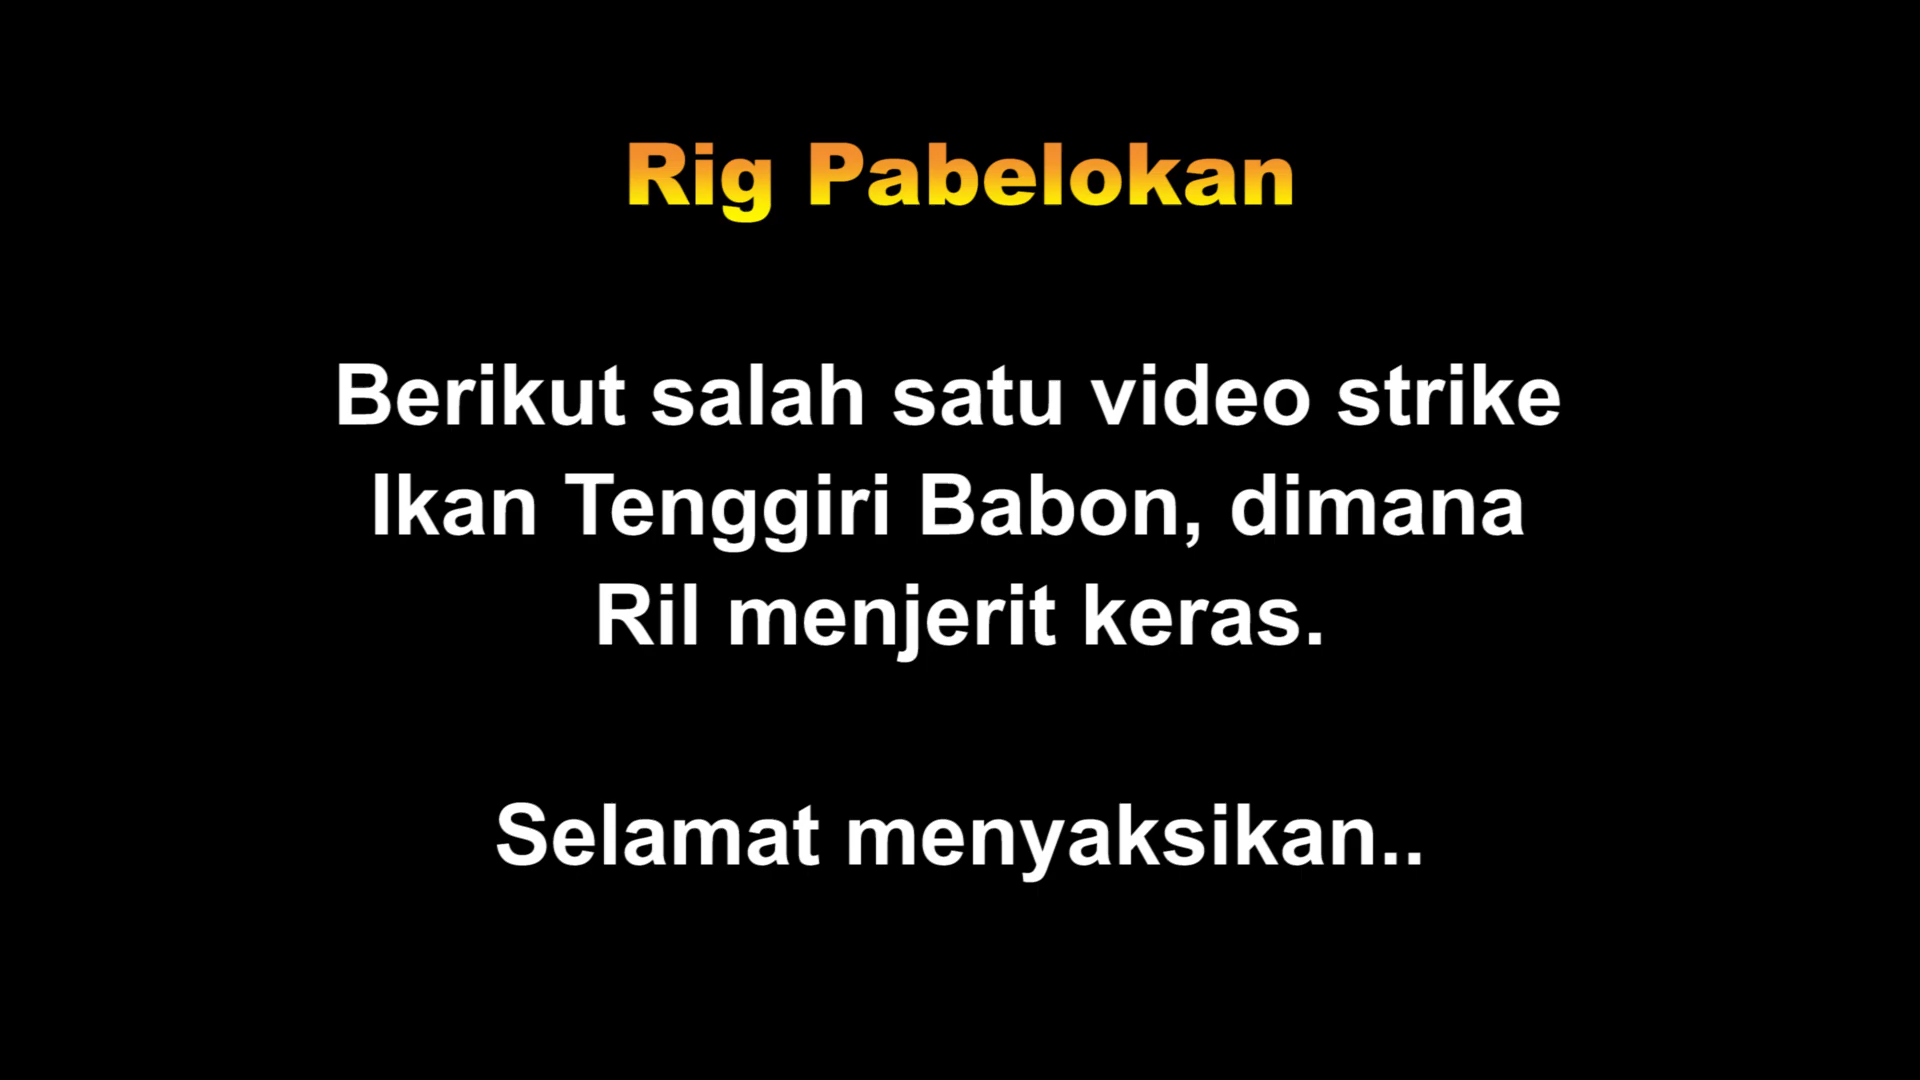 Rig Pabelokan
Berikut salah satu video strike
Ikan Tenggiri Babon, dimana
Ril menjerit keras.
Selamat menyaksikan..